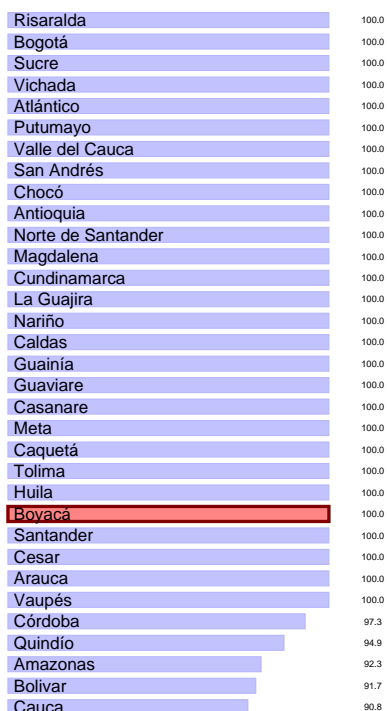 Risaralda 100.0
Bogotá 100.0
Sucre 100.0
Vichada 100.0
Atlántico 100.0
Putumayo 100.0
Valle del Cauca 100.0
San Andrés 100.0
Chocó 100.0
Antioquia 100.0
Norte de Santander 100.0
Magdalena 100.0
Cundinamarca 100.0
La Guajira 100.0
Nariño 100.0
Caldas 100.0
Guainía 100.0
Guaviare 100.0
Casanare 100.0
Meta 100.0
Caquetá 100.0
Tolima 100.0
Huila 100.0
Boyacá 100.0
Santander 100.0
Cesar 100.0
Arauca 100.0
Vaupés 100.0
Córdoba 97.3
Quindío 94.9
Amazonas 92.3
Bolivar 91.7
Cauca 90.8